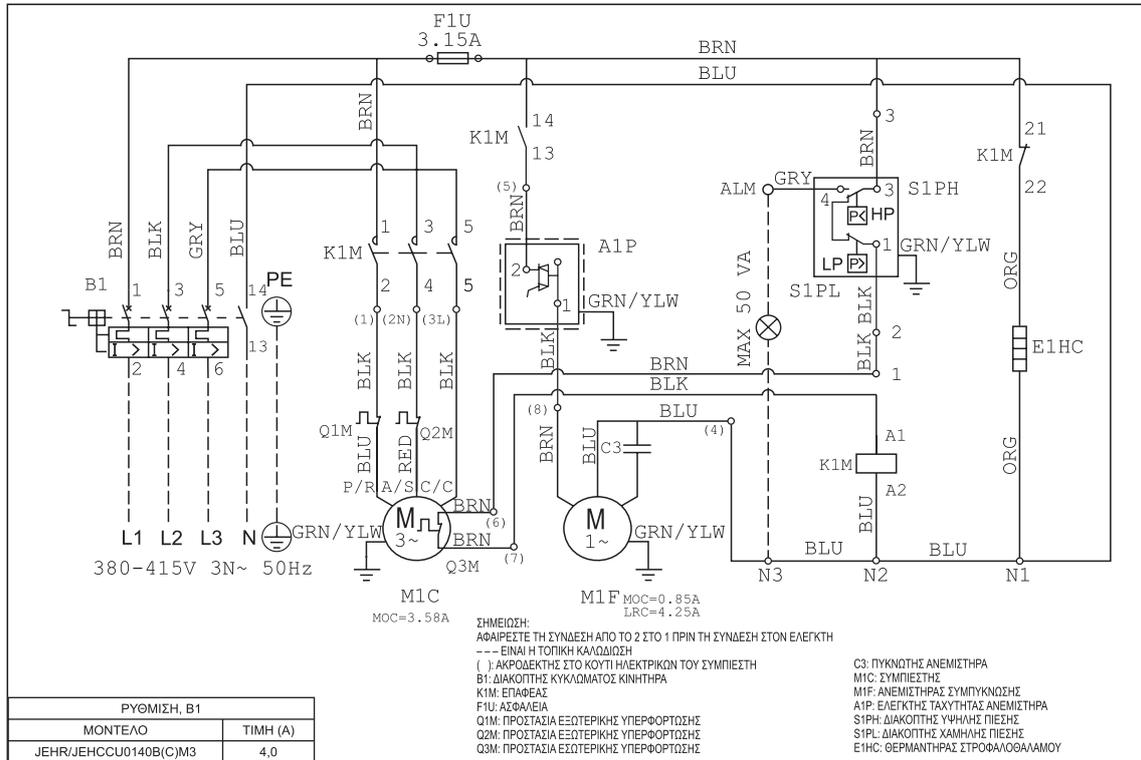 F1U
3.15A
BRN
BLU
BRN
14
K1M
13
(5)
BRN
3
BRN
21
K1M
22
ALM
GRY
4
3
S1PH
P<
HP
1
GRN/YLW
LP
P>
S1PL
BRN
BLK
GRY
BLU
B1
1
3
5
14
PE
13
2
4
6
1
3
5
K1M
2
4
5
(1)
(2N)
(3L)
A1P
2
1
GRN/YLW
MAX 50 VA
BLK
BLK
ORG
2
E1HC
BLK
BLK
BLK
BLK
BRN
1
BLK
(8)
BLU
(4)
Q1M
BLU
RED
Q2M
BRN
BLU
C3
A1
K1M
A2
ORG
P/R
A/S
C/C
M
3~
BRN
(6)
BRN
(7)
GRN/YLW
Q3M
M
1~
GRN/YLW
BLU
BLU
BLU
L1
L2
L3
N
380-415V 3N~ 50Hz
N3
N2
N1
M1C
MOC=3.58A
M1F
MOC=0.85A
LRC=4.25A
ΣΗΜΕΙΩΣΗ:
ΑΦΑΙΡΕΣΤΕ ΤΗ ΣΥΝΔΕΣΗ ΑΠΟ ΤΟ 2 ΣΤΟ 1 ΠΡΙΝ ΤΗ ΣΥΝΔΕΣΗ ΣΤΟΝ ΕΛΕΓΚΤΗ
--- ΕΙΝΑΙ Η ΤΟΠΙΚΗ ΚΑΛΩΔΙΩΣΗ
( ): ΑΚΡΟΔΕΚΤΗΣ ΣΤΟ ΚΟΥΤΙ ΗΛΕΚΤΡΙΚΩΝ ΤΟΥ ΣΥΜΠΙΕΣΤΗ
B1: ΔΙΑΚΟΠΤΗΣ ΚΥΚΛΩΜΑΤΟΣ ΚΙΝΗΤΗΡΑ
K1M: ΕΠΑΦΕΑΣ
F1U: ΑΣΦΑΛΕΙΑ
Q1M: ΠΡΟΣΤΑΣΙΑ ΕΞΩΤΕΡΙΚΗΣ ΥΠΕΡΦΟΡΤΩΣΗΣ
Q2M: ΠΡΟΣΤΑΣΙΑ ΕΞΩΤΕΡΙΚΗΣ ΥΠΕΡΦΟΡΤΩΣΗΣ
Q3M: ΠΡΟΣΤΑΣΙΑ ΕΣΩΤΕΡΙΚΗΣ ΥΠΕΡΦΟΡΤΩΣΗΣ
C3: ΠΥΚΝΩΤΗΣ ΑΝΕΜΙΣΤΗΡΑ
M1C: ΣΥΜΠΙΕΣΤΗΣ
M1F: ΑΝΕΜΙΣΤΗΡΑΣ ΣΥΜΠΥΚΝΩΣΗΣ
A1P: ΕΛΕΓΚΤΗΣ ΤΑΧΥΤΗΤΑΣ ΑΝΕΜΙΣΤΗΡΑ
S1PH: ΔΙΑΚΟΠΤΗΣ ΥΨΗΛΗΣ ΠΙΕΣΗΣ
S1PL: ΔΙΑΚΟΠΤΗΣ ΧΑΜΗΛΗΣ ΠΙΕΣΗΣ
E1HC: ΘΕΡΜΑΝΤΗΡΑΣ ΣΤΡΟΦΑΛΟΘΑΛΑΜΟΥ
ΡΥΘΜΙΣΗ, B1
ΜΟΝΤΕΛΟ
ΤΙΜΗ (A)
JEHR/JEHCCU0140B(C)M3
4,0